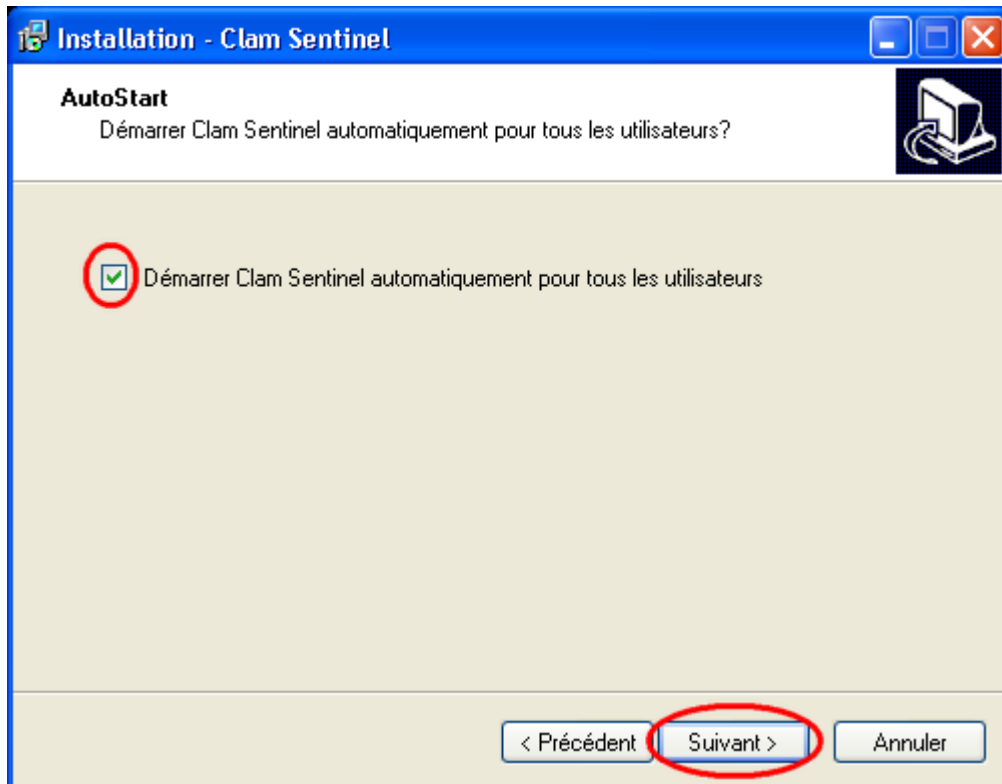 Installation - Clam Sentinel
AutoStart
Démarrer Clam Sentinel automatiquement pour tous les utilisateurs?
Démarrer Clam Sentinel automatiquement pour tous les utilisateurs
< Précédent
Suivant >
Annuler